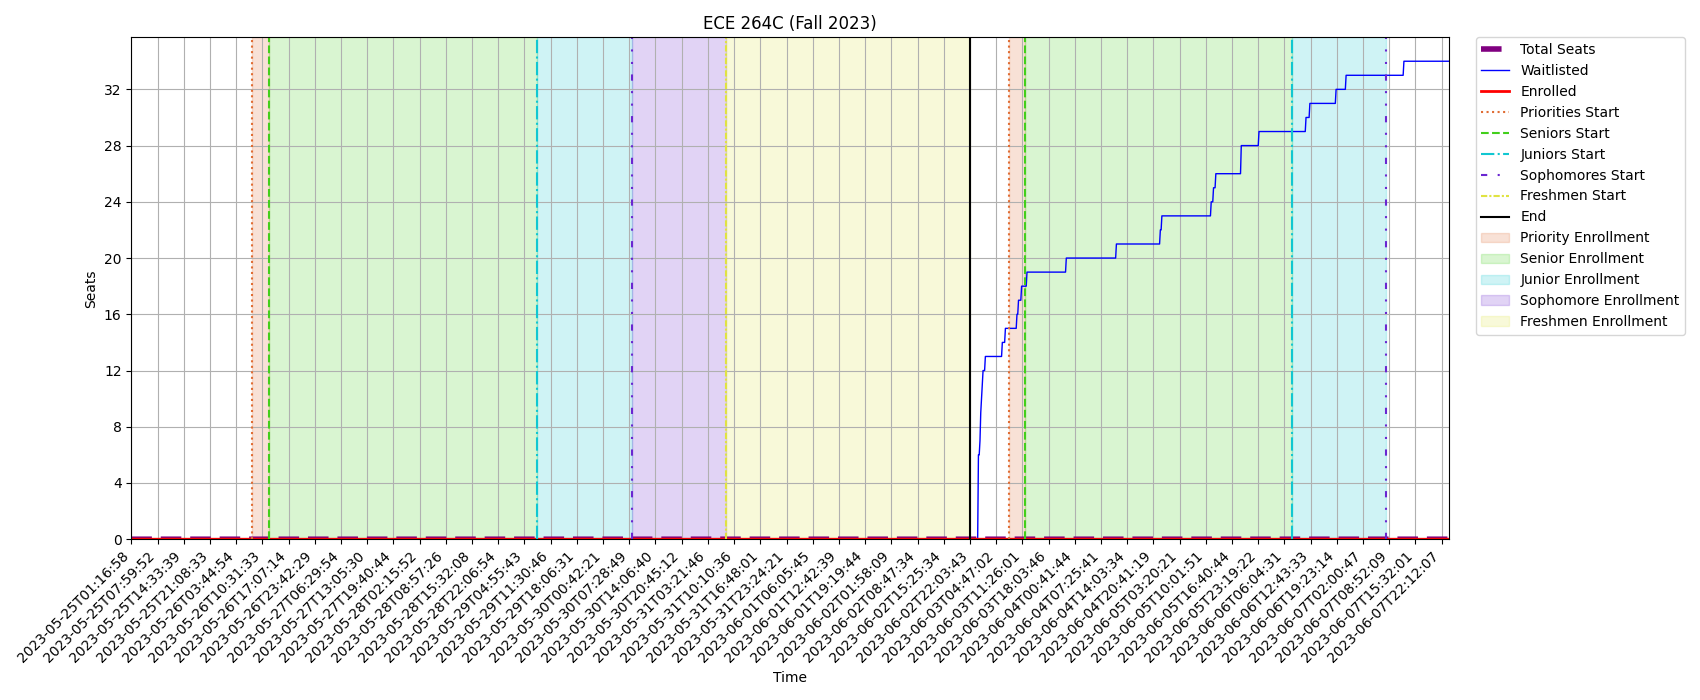 ECE 264C (Fall 2023)
Total Seats
Waitlisted
Enrolled
Priorities Start
Seniors Start
Juniors Start
Sophomores Start
Freshmen Start
End
Priority Enrollment
Senior Enrollment
Junior Enrollment
Sophomore Enrollment
Freshmen Enrollment
Seats
32
28
24
20
16
12
8
4
0
2023-05-25T01:16:58
2023-05-25T07:59:52
2023-05-25T14:33:39
2023-05-25T21:08:33
2023-05-26T03:44:54
2023-05-26T10:31:33
2023-05-26T17:07:14
2023-05-26T23:42:29
2023-05-27T06:29:54
2023-05-27T13:05:30
2023-05-27T19:40:44
2023-05-28T02:15:52
2023-05-28T08:57:26
2023-05-28T15:32:08
2023-05-28T22:06:54
2023-05-29T04:55:43
2023-05-29T11:30:46
2023-05-29T18:06:31
2023-05-30T00:42:21
2023-05-30T07:28:49
2023-05-30T14:06:40
2023-05-30T20:45:12
2023-05-31T03:21:46
2023-05-31T10:10:36
2023-05-31T16:48:01
2023-05-31T23:24:21
2023-06-01T06:05:45
2023-06-01T12:42:39
2023-06-01T19:19:44
2023-06-02T01:58:09
2023-06-02T08:47:34
2023-06-02T15:25:34
2023-06-02T22:03:43
2023-06-03T04:47:02
2023-06-03T11:26:01
2023-06-03T18:03:46
2023-06-04T00:41:44
2023-06-04T07:25:41
2023-06-04T14:03:34
2023-06-04T20:41:19
2023-06-05T03:20:21
2023-06-05T10:01:51
2023-06-05T16:40:44
2023-06-05T23:19:22
2023-06-06T06:04:31
2023-06-06T12:43:33
2023-06-06T19:23:14
2023-06-07T02:00:47
2023-06-07T08:52:09
2023-06-07T15:32:01
2023-06-07T22:12:07
Time